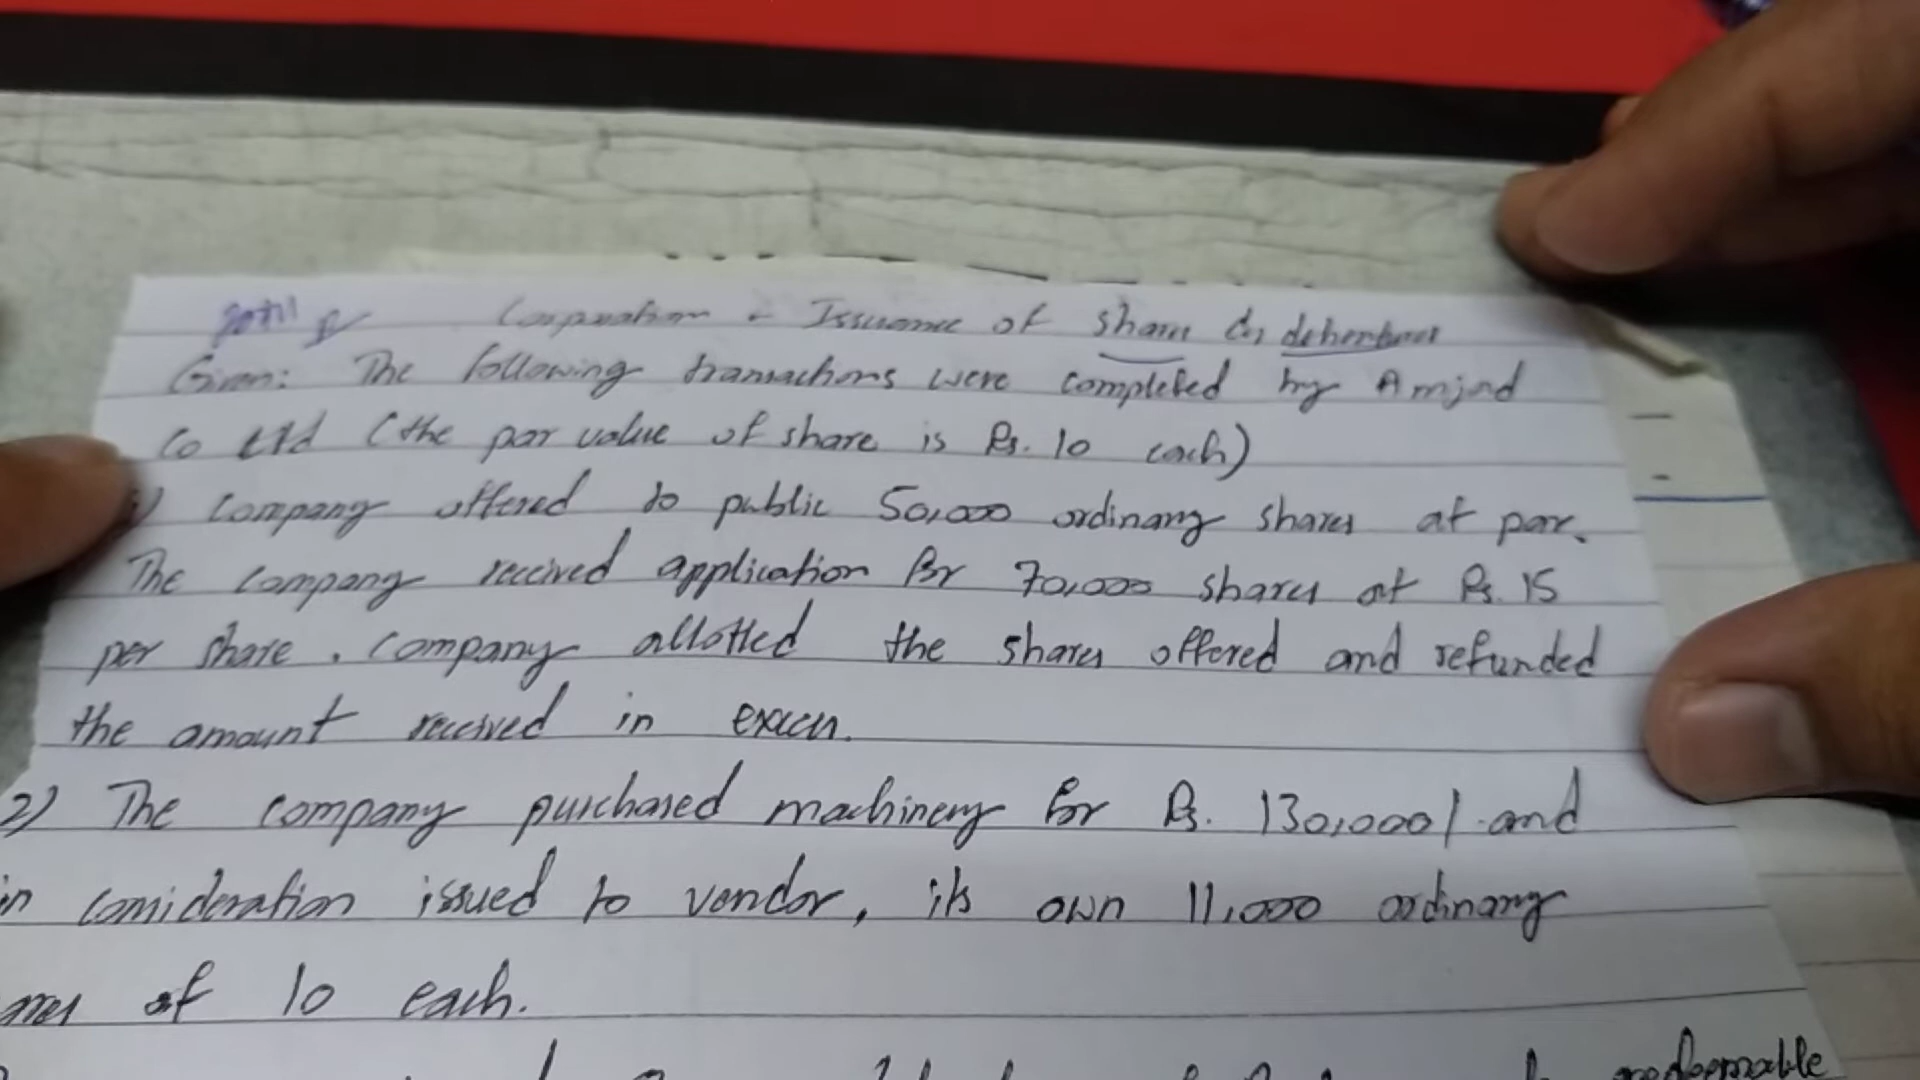 Corporation - Issuance of Share & debentures
Given: The following transactions were completed by Amjad
Co Ltd (the par value of share is Rs. 10 each)
1) Company offered to public 50,000 ordinary shares at par.
The company received application for 70,000 shares at Rs. 15
per share. Company allotted the shares offered and refunded
the amount received in excess.
2) The company purchased machinery for Rs. 130,000/- and
in consideration issued to vendor, its own 11,000 ordinary
of 10 each.
redeemable